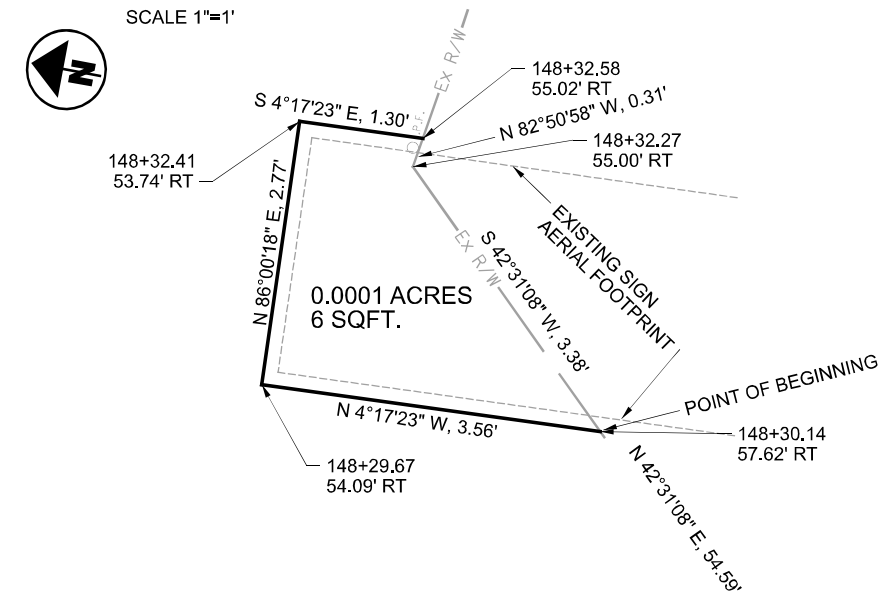 SCALE 1"=1'
N
Ex R/W
148+32.58
55.02' RT
S 4°17'23" E, 1.30'
P.F.
N 82°50'58" W, 0.31'
148+32.27
55.00' RT
148+32.41
53.74' RT
N 86°00'18" E, 2.77'
EXISTING SIGN
AERIAL FOOTPRINT
Ex R/W
S 42°31'08" W, 3.38'
0.0001 ACRES
6 SQFT.
POINT OF BEGINNING
N 4°17'23" W, 3.56'
148+30.14
57.62' RT
148+29.67
54.09' RT
N 42°31'08" E, 54.59'